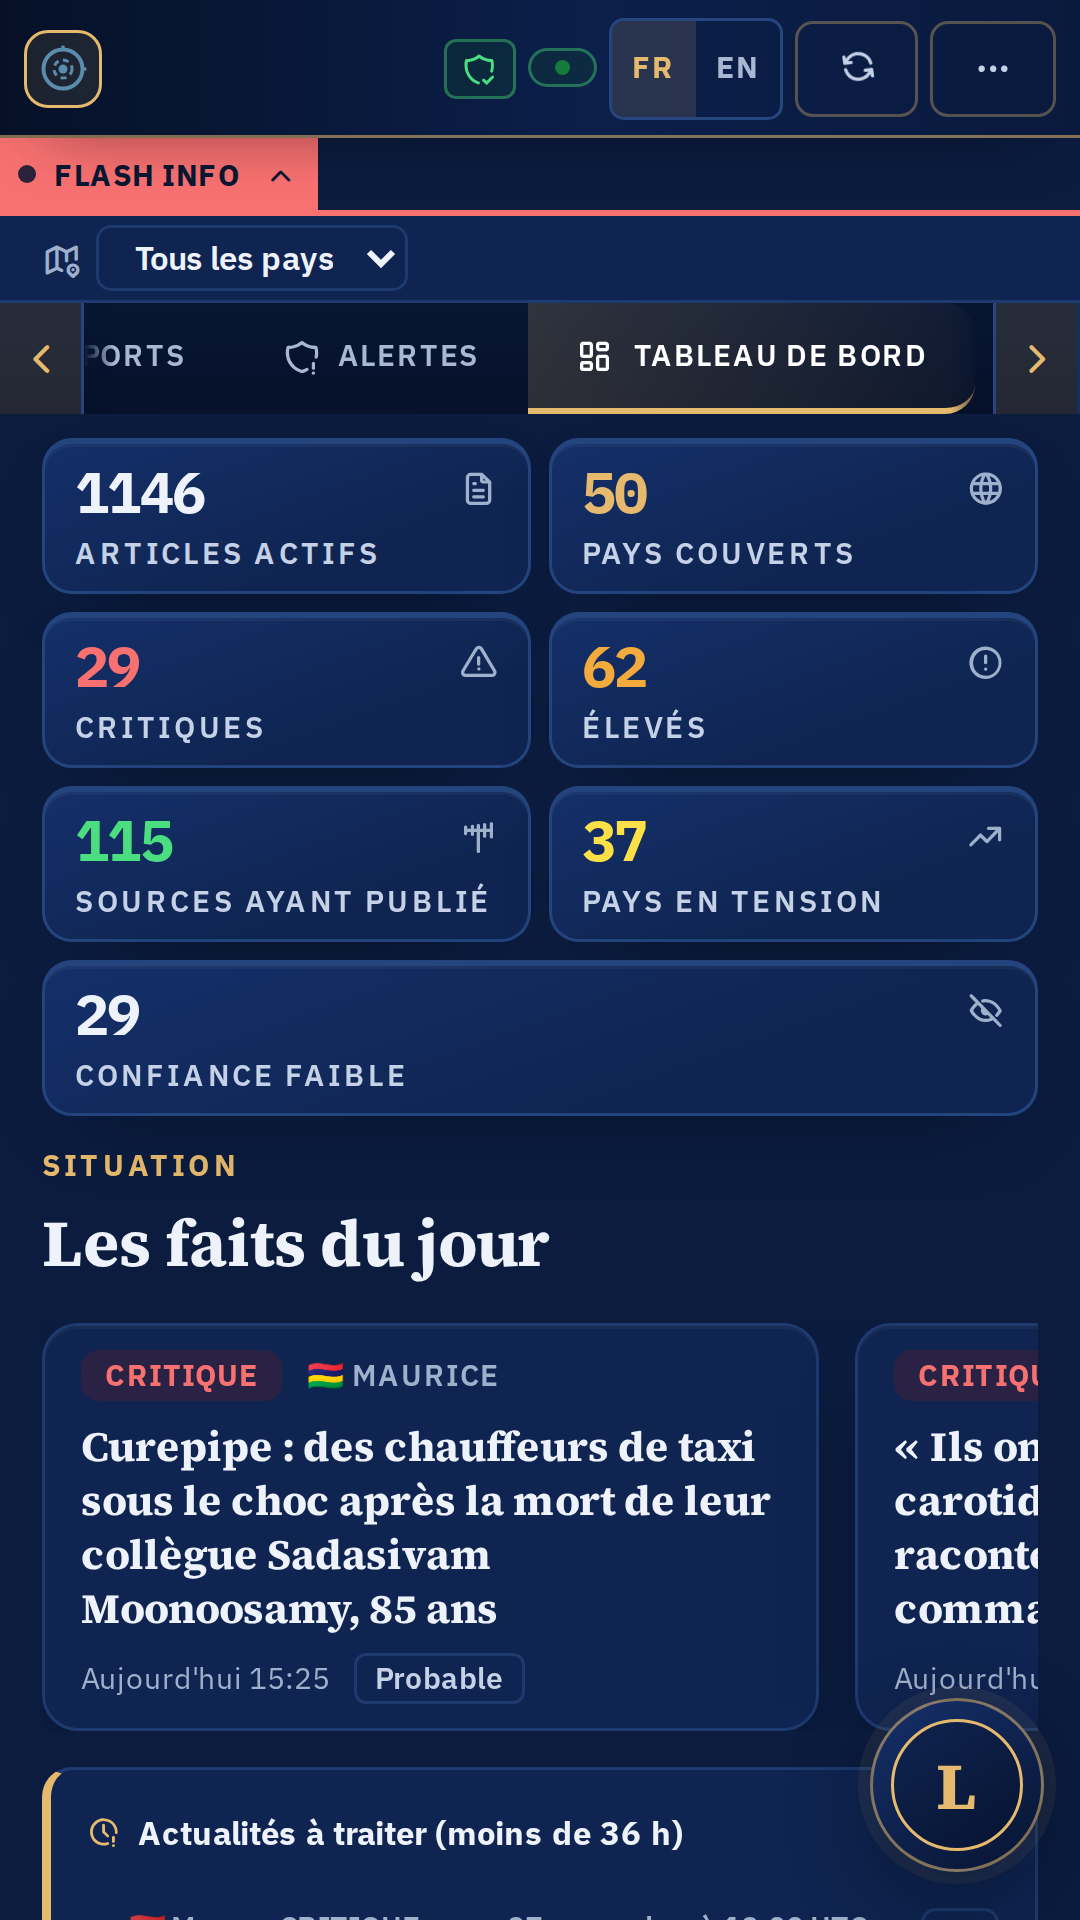 FR
EN
FLASH INFO
Tous les pays
PORTS
ALERTES
TABLEAU DE BORD
1146
ARTICLES ACTIFS
50
PAYS COUVERTS
29
CRITIQUES
62
ÉLEVÉS
115
SOURCES AYANT PUBLIÉ
37
PAYS EN TENSION
29
CONFIANCE FAIBLE
SITUATION
Les faits du jour
CRITIQUE
MAURICE
Curepipe : des chauffeurs de taxi
sous le choc après la mort de leur
collègue Sadasivam
Moonoosamy, 85 ans
Aujourd'hui 15:25
Probable
« Ils
L
Actualités à traiter (moins de 36 h)